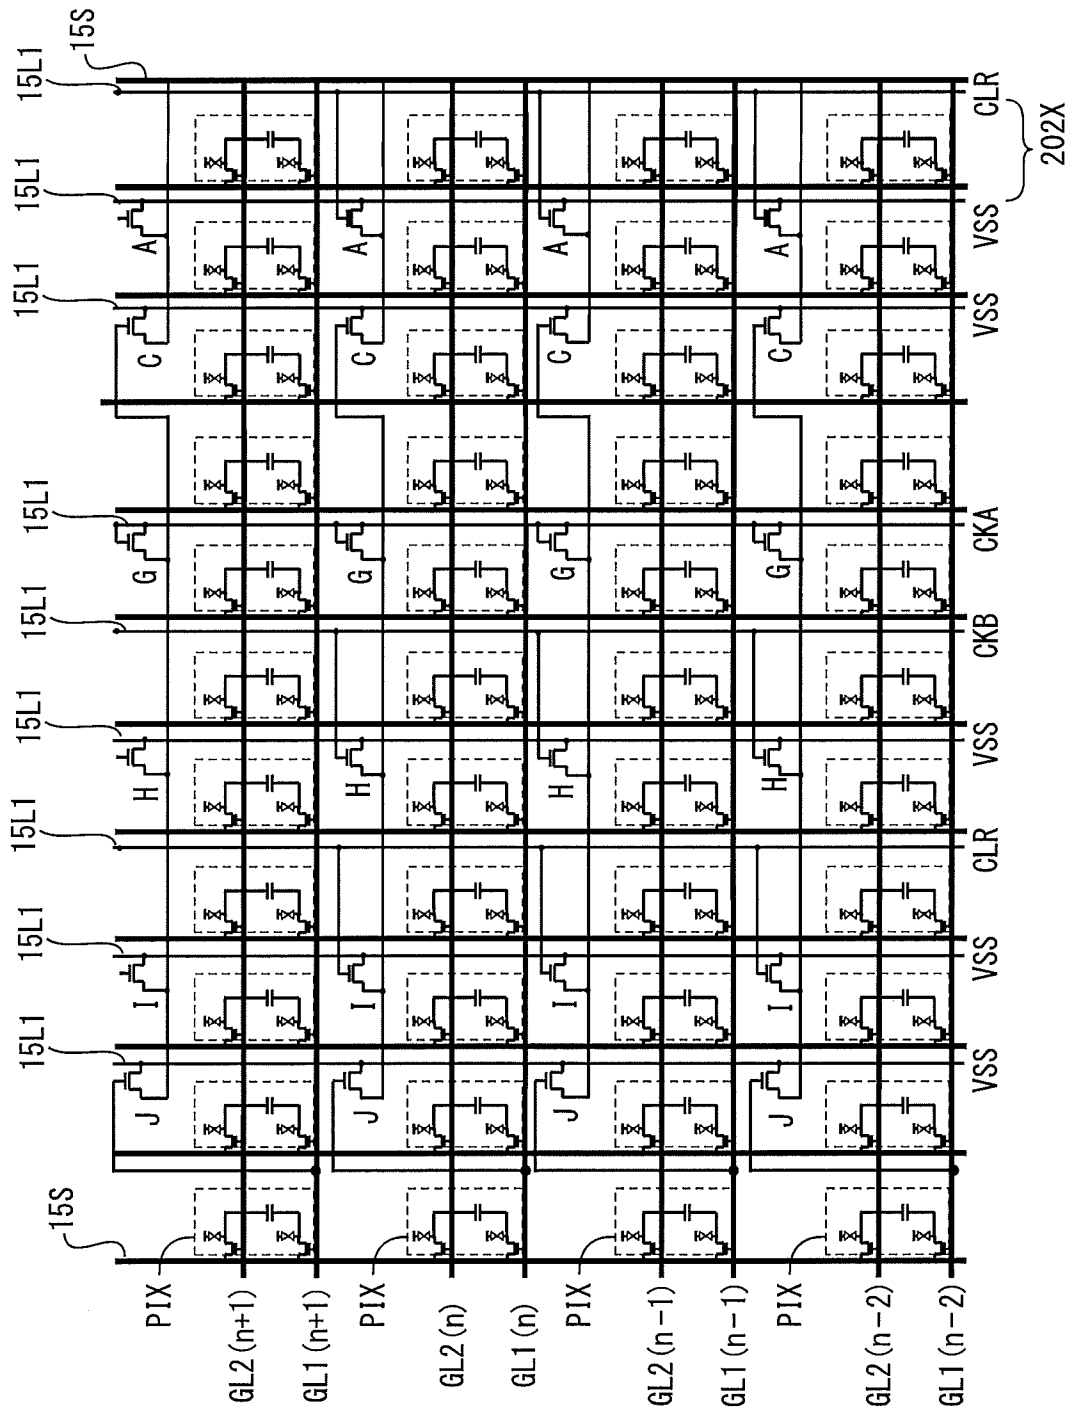 15S
15L1
15L1
15L1
15L1
15L1
15L1
15L1
15L1
15L1
15S
J
I
H
G
C
A
PIX
GL2(n+1)
GL1(n+1)
J
I
H
G
C
A
PIX
GL2(n)
GL1(n)
J
I
H
G
C
A
PIX
GL2(n−1)
GL1(n−1)
J
I
H
G
C
A
PIX
GL2(n−2)
GL1(n−2)
VSS
VSS
CLR
VSS
CKB
CKA
VSS
VSS
CLR
202X